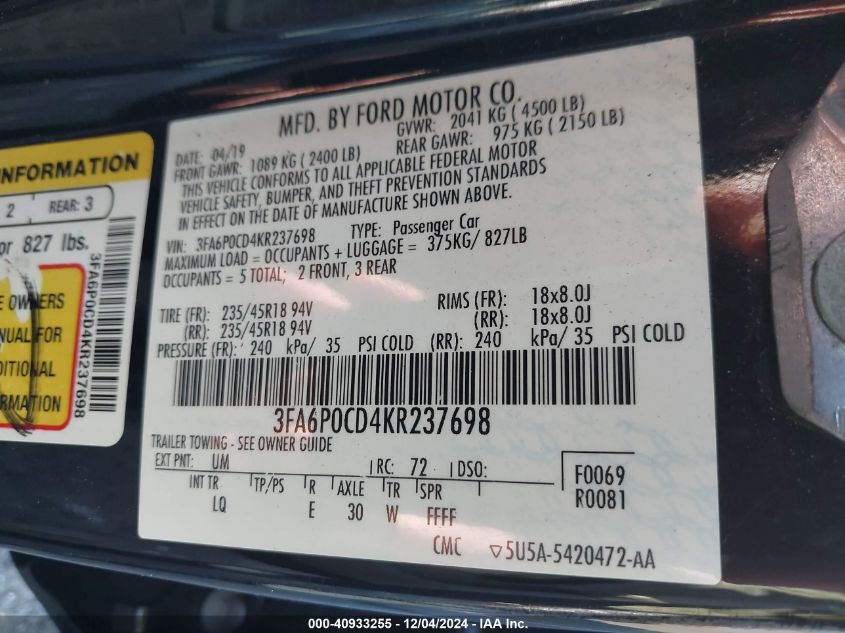 INFORMATION
2 REAR: 3
or 827 lbs.
E OWNERS
ANUAL FOR
DITIONAL
RMATION
3FA6P0CD4KR237698
MFD. BY FORD MOTOR CO.
DATE: 04/19 GVWR: 2041 KG ( 4500 LB)
FRONT GAWR: 1089 KG ( 2400 LB) REAR GAWR: 975 KG ( 2150 LB)
THIS VEHICLE CONFORMS TO ALL APPLICABLE FEDERAL MOTOR
VEHICLE SAFETY, BUMPER, AND THEFT PREVENTION STANDARDS
IN EFFECT ON THE DATE OF MANUFACTURE SHOWN ABOVE.
VIN: 3FA6P0CD4KR237698 TYPE: Passenger Car
MAXIMUM LOAD = OCCUPANTS + LUGGAGE = 375KG/ 827LB
OCCUPANTS = 5 TOTAL; 2 FRONT, 3 REAR
TIRE (FR): 235/45R18 94V RIMS (FR): 18x8.0J
(RR): 235/45R18 94V (RR): 18x8.0J
PRESSURE (FR): 240 kPa/ 35 PSI COLD (RR): 240 kPa/ 35 PSI COLD
3FA6P0CD4KR237698
TRAILER TOWING - SEE OWNER GUIDE
EXT PNT: UM RC: 72 DSO: F0069
INT TR TP/PS R AXLE TR SPR R0081
LQ E 30 W FFFF
CMC ▽5U5A-5420472-AA
000-40933255 - 12/04/2024 - IAA Inc.